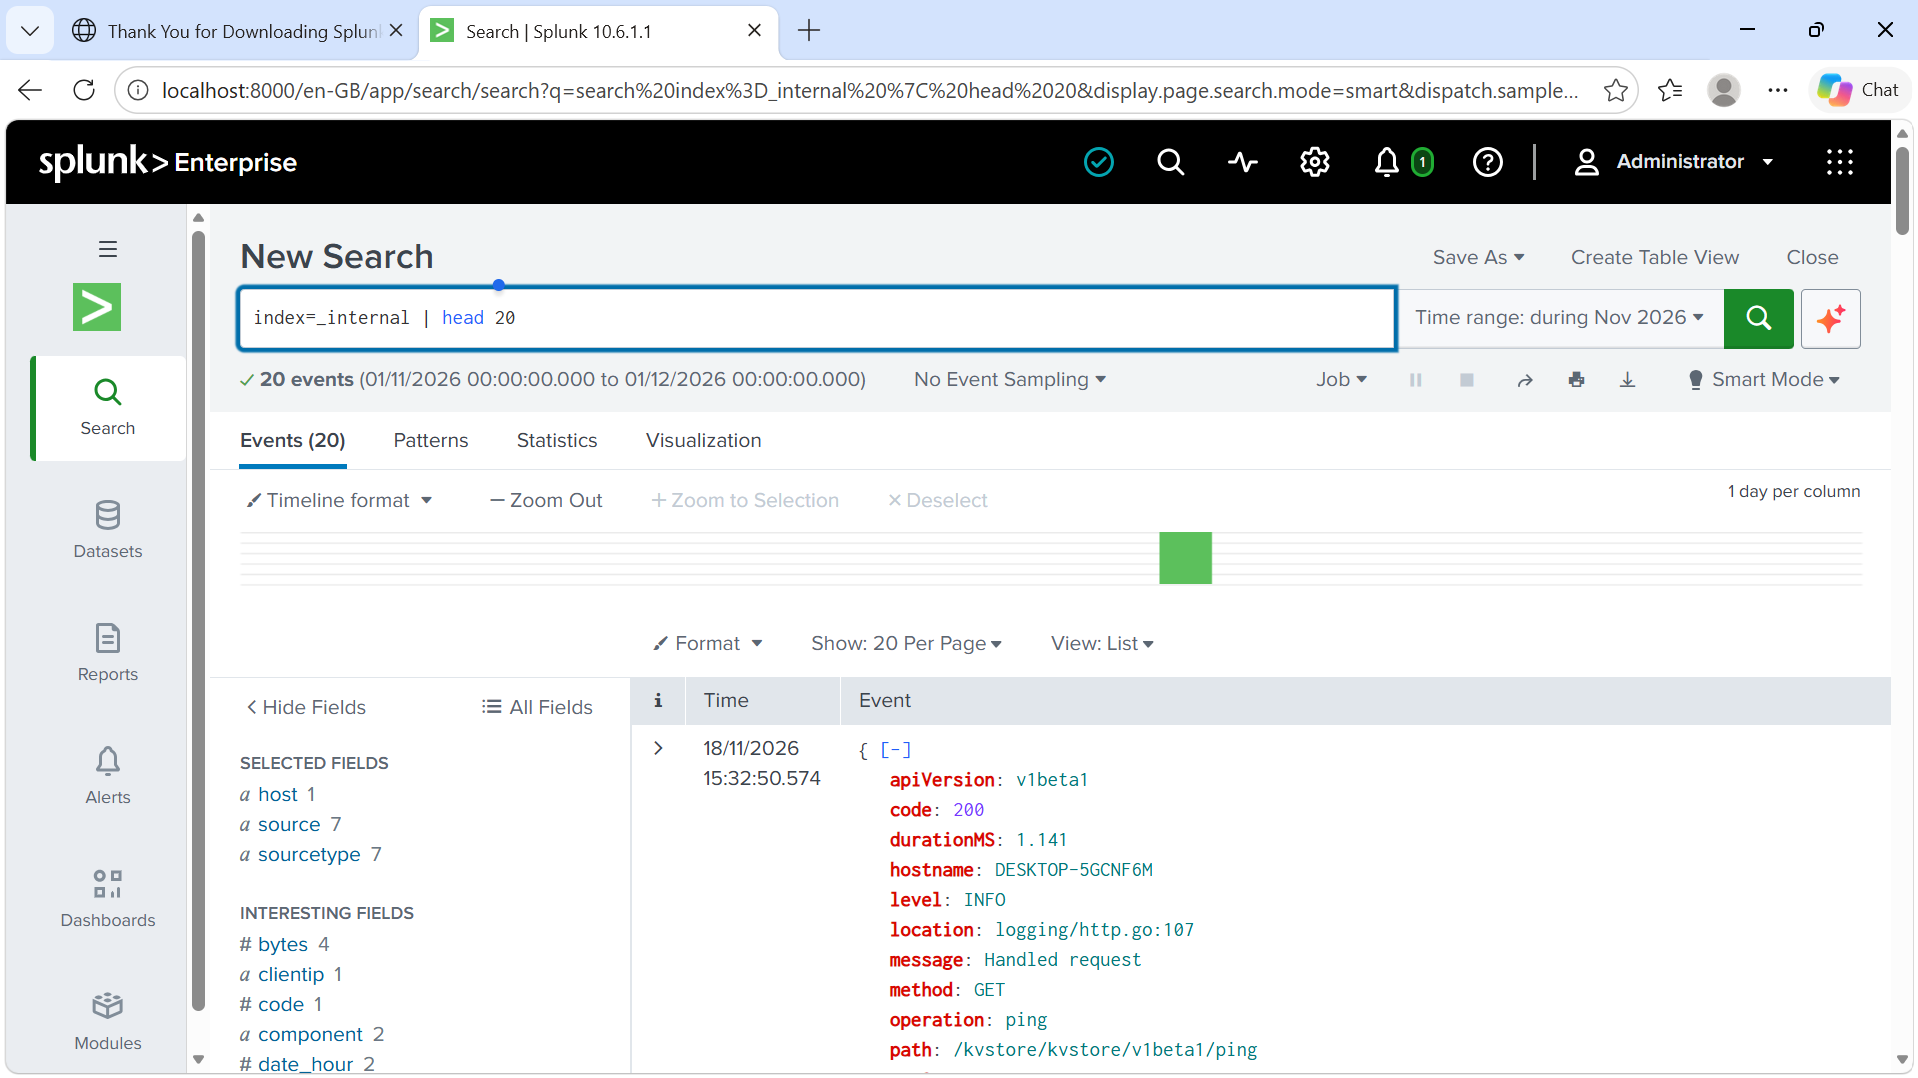 Thank You for Downloading Splun
Search | Splunk 10.6.1.1
localhost:8000/en-GB/app/search/search?q=search%20index%3D_internal%20%7C%20head%2020&display.page.search.mode=smart&dispatch.sample...
Chat
splunk> Enterprise
1
Administrator
New Search
Save As
Create Table View
Close
index=_internal | head 20
Time range: during Nov 2026
20 events (01/11/2026 00:00:00.000 to 01/12/2026 00:00:00.000)
No Event Sampling
Job
Smart Mode
Search
Datasets
Reports
Alerts
Dashboards
Modules
Events (20)
Patterns
Statistics
Visualization
Timeline format
Zoom Out
Zoom to Selection
Deselect
1 day per column
Format
Show: 20 Per Page
View: List
Hide Fields
All Fields
SELECTED FIELDS
a host 1
a source 7
a sourcetype 7
INTERESTING FIELDS
# bytes 4
a clientip 1
# code 1
a component 2
# date_hour 2
i
Time
Event
18/11/2026
15:32:50.574
{ [-]
apiVersion: v1beta1
code: 200
durationMS: 1.141
hostname: DESKTOP-5GCNF6M
level: INFO
location: logging/http.go:107
message: Handled request
method: GET
operation: ping
path: /kvstore/kvstore/v1beta1/ping